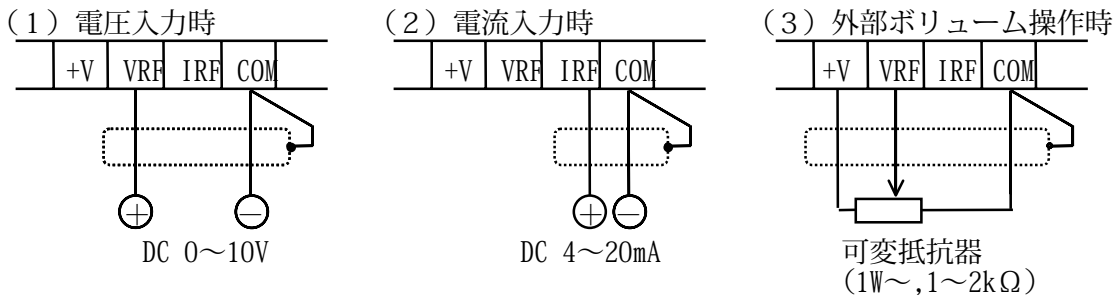 (1)電圧入力時
+V VRF IRF COM
DC 0～10V
(2)電流入力時
+V VRF IRF COM
DC 4～20mA
(3)外部ボリューム操作時
+V VRF IRF COM
可変抵抗器
(1W～,1～2kΩ)